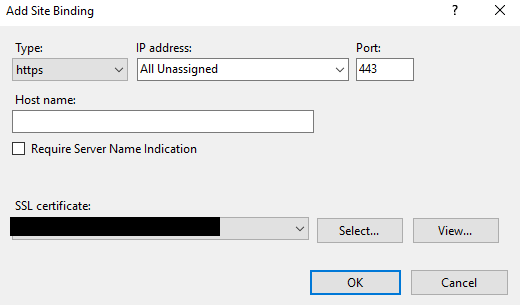 Add Site Binding
? ×
Type: IP address: Port:
https All Unassigned 443
Host name:
Require Server Name Indication
SSL certificate:
Select... View...
OK Cancel